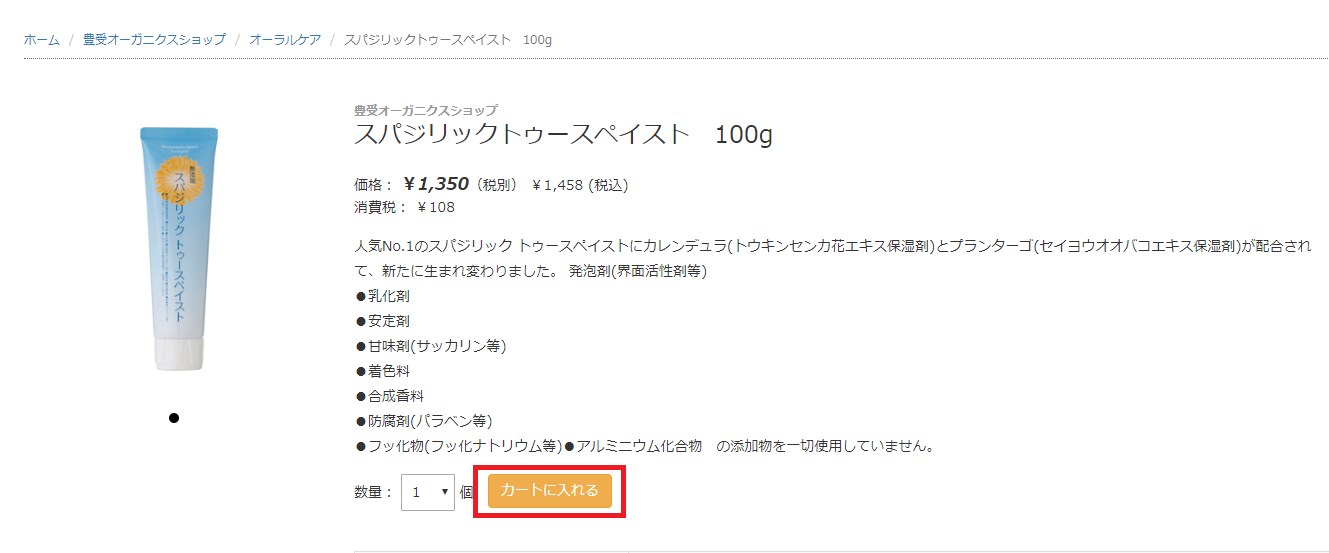 ホーム / 豊受オーガニクスショップ / オーラルケア / スパジリックトゥースペイスト　100g
豊受オーガニクスショップ
スパジリックトゥースペイスト　100g
無添加
スパジリック トゥースペイスト
価格： ￥1,350（税別） ￥1,458 (税込)
消費税： ￥108
人気No.1のスパジリック トゥースペイストにカレンデュラ(トウキンセンカ花エキス保湿剤)とプランターゴ(セイヨウオオバコエキス保湿剤)が配合され
て、新たに生まれ変わりました。 発泡剤(界面活性剤等)
●乳化剤
●安定剤
●甘味剤(サッカリン等)
●着色料
●合成香料
●防腐剤(パラベン等)
●フッ化物(フッ化ナトリウム等)●アルミニウム化合物　の添加物を一切使用していません。
数量： 1 個 カートに入れる